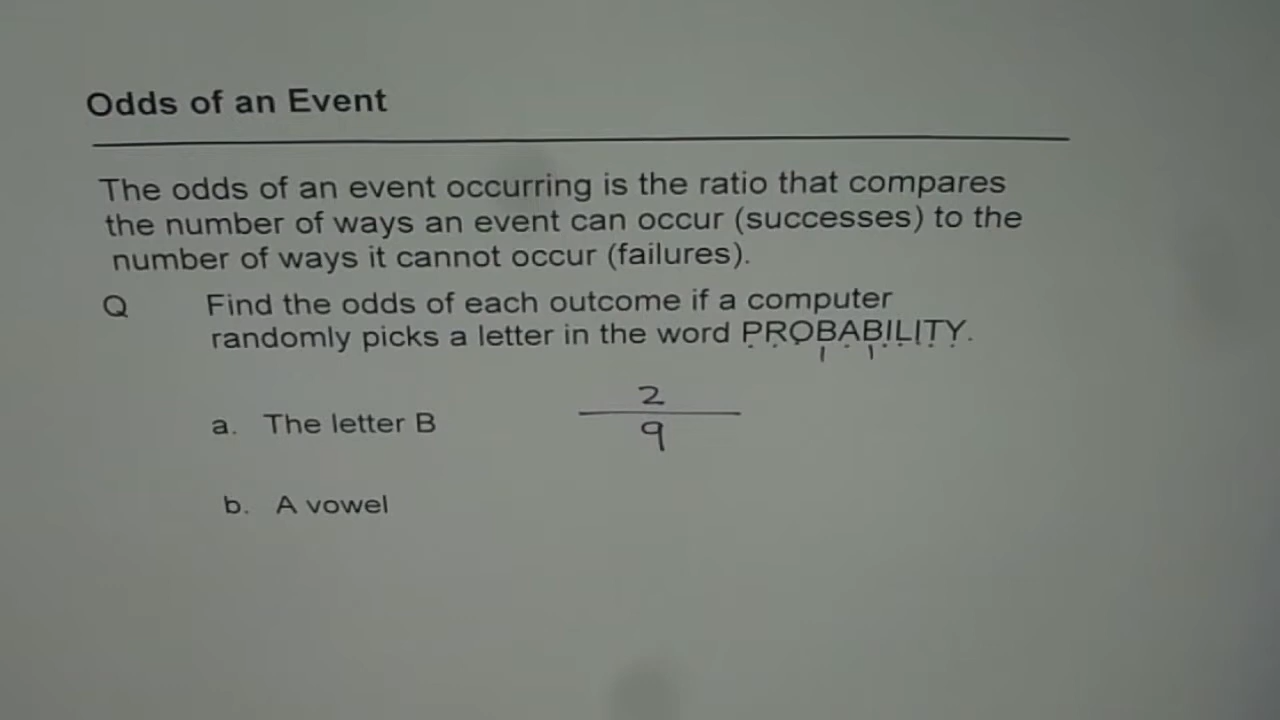 Odds of an Event
The odds of an event occurring is the ratio that compares
the number of ways an event can occur (successes) to the
number of ways it cannot occur (failures).
Q Find the odds of each outcome if a computer
randomly picks a letter in the word PROBABILITY.
2
a. The letter B
9
b. A vowel